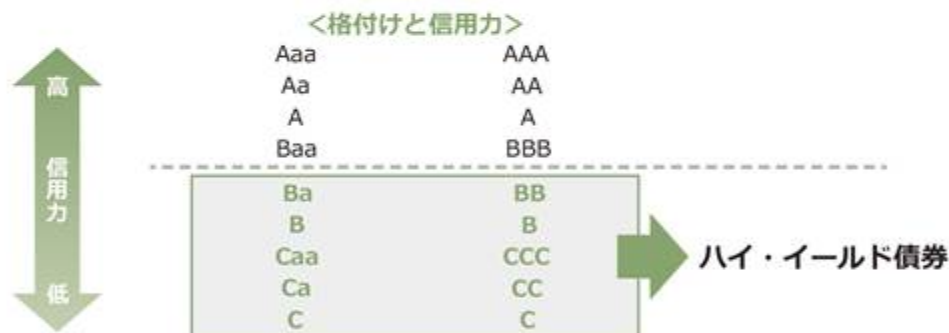 ＜格付けと信用力＞
高
信用力
低
Aaa AAA
Aa AA
A A
Baa BBB
Ba BB
B B
Caa CCC
Ca CC
C C
ハイ・イールド債券